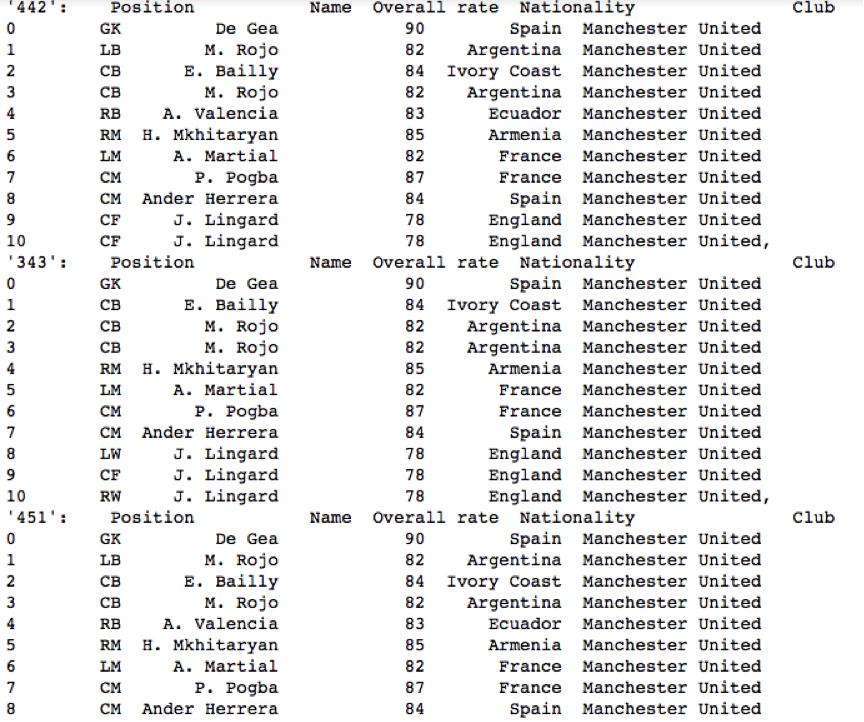 '442':    Position           Name  Overall rate  Nationality               Club
0        GK         De Gea            90        Spain  Manchester United
1        LB        M. Rojo            82    Argentina  Manchester United
2        CB      E. Bailly            84  Ivory Coast  Manchester United
3        CB        M. Rojo            82    Argentina  Manchester United
4        RB    A. Valencia            83      Ecuador  Manchester United
5        RM  H. Mkhitaryan            85      Armenia  Manchester United
6        LM     A. Martial            82       France  Manchester United
7        CM       P. Pogba            87       France  Manchester United
8        CM  Ander Herrera            84        Spain  Manchester United
9        CF     J. Lingard            78      England  Manchester United
10       CF     J. Lingard            78      England  Manchester United,
'343':    Position           Name  Overall rate  Nationality               Club
0        GK         De Gea            90        Spain  Manchester United
1        CB      E. Bailly            84  Ivory Coast  Manchester United
2        CB        M. Rojo            82    Argentina  Manchester United
3        CB        M. Rojo            82    Argentina  Manchester United
4        RM  H. Mkhitaryan            85      Armenia  Manchester United
5        LM     A. Martial            82       France  Manchester United
6        CM       P. Pogba            87       France  Manchester United
7        CM  Ander Herrera            84        Spain  Manchester United
8        LW     J. Lingard            78      England  Manchester United
9        CF     J. Lingard            78      England  Manchester United
10       RW     J. Lingard            78      England  Manchester United,
'451':    Position           Name  Overall rate  Nationality               Club
0        GK         De Gea            90        Spain  Manchester United
1        LB        M. Rojo            82    Argentina  Manchester United
2        CB      E. Bailly            84  Ivory Coast  Manchester United
3        CB        M. Rojo            82    Argentina  Manchester United
4        RB    A. Valencia            83      Ecuador  Manchester United
5        RM  H. Mkhitaryan            85      Armenia  Manchester United
6        LM     A. Martial            82       France  Manchester United
7        CM       P. Pogba            87       France  Manchester United
8        CM  Ander Herrera            84        Spain  Manchester United